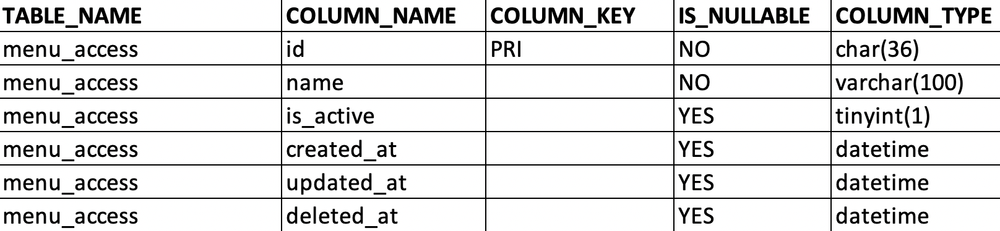 TABLE_NAME COLUMN_NAME COLUMN_KEY IS_NULLABLE COLUMN_TYPE
menu_access id PRI NO char(36)
menu_access name NO varchar(100)
menu_access is_active YES tinyint(1)
menu_access created_at YES datetime
menu_access updated_at YES datetime
menu_access deleted_at YES datetime